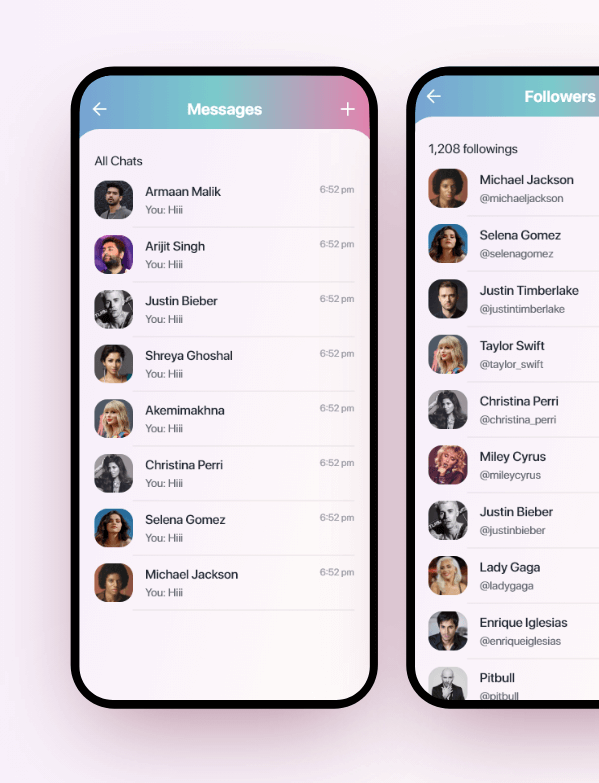 Messages
All Chats
Armaan Malik
6:52 pm
You: Hiii
Arijit Singh
6:52 pm
You: Hiii
Justin Bieber
6:52 pm
You: Hiii
Shreya Ghoshal
6:52 pm
You: Hiii
Akemimakhna
6:52 pm
You: Hiii
Christina Perri
6:52 pm
You: Hiii
Selena Gomez
6:52 pm
You: Hiii
Michael Jackson
6:52 pm
You: Hiii
Followers
1,208 followings
Michael Jackson
@michaeljackson
Selena Gomez
@selenagomez
Justin Timberlake
@justintimberlake
Taylor Swift
@taylor_swift
Christina Perri
@christina_perri
Miley Cyrus
@mileycyrus
Justin Bieber
@justinbieber
Lady Gaga
@ladygaga
Enrique Iglesias
@enriqueiglesias
Pitbull
@pitbull